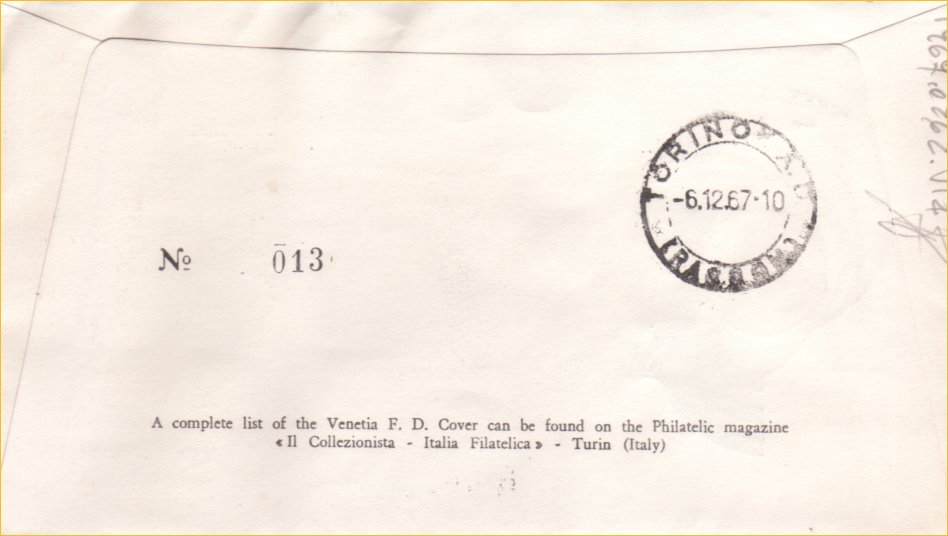 TORINO A.D.
-6.12.67-10
(RACCOM)
№ 013
A complete list of the Venetia F. D. Cover can be found on the Philatelic magazine
« Il Collezionista - Italia Filatelica » - Turin (Italy)